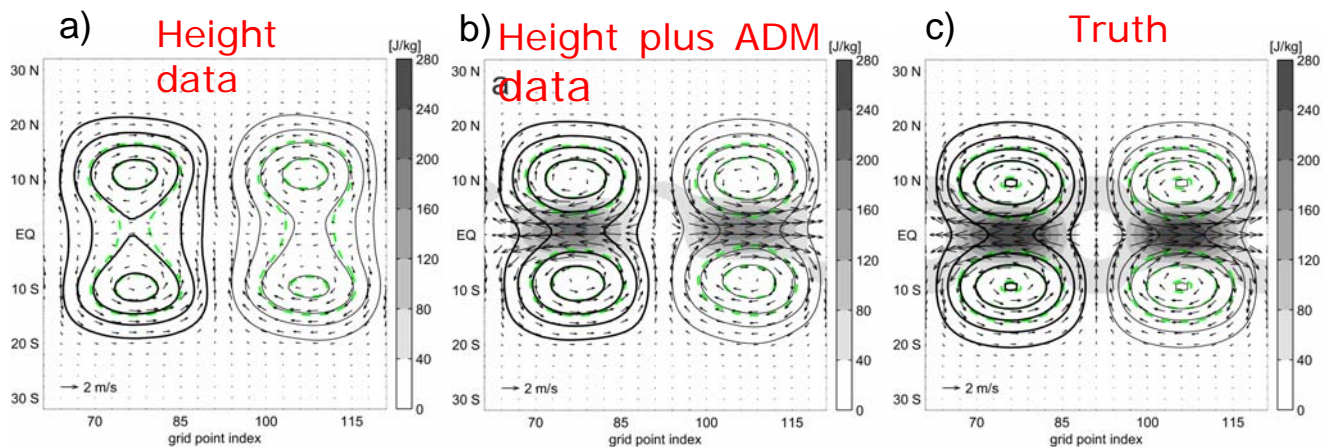 a)
Height
data
[J/kg]
280
240
200
160
120
80
40
0
30 N
20 N
10 N
EQ
10 S
20 S
30 S
2 m/s
70
85
100
115
grid point index
b)
Height plus ADM
data
a
[J/kg]
280
240
200
160
120
80
40
0
30 N
20 N
10 N
EQ
10 S
20 S
30 S
2 m/s
70
85
100
115
grid point index
c)
Truth
[J/kg]
280
240
200
160
120
80
40
0
30 N
20 N
10 N
EQ
10 S
20 S
30 S
2 m/s
70
85
100
115
grid point index